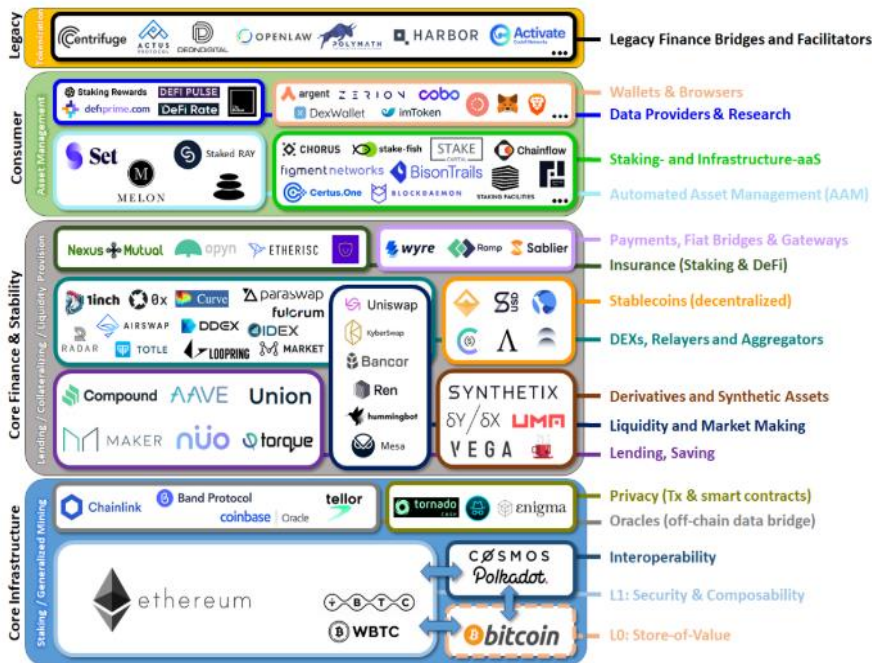 Legacy
Tokenization
Centrifuge
ACTUS
PROTOCOL
DEONDIGITAL
OPENLAW
POLYMATH
HARBOR
Activate
•••
Legacy Finance Bridges and Facilitators
Consumer
Asset Management
Staking Rewards
DEFI PULSE
defiprime.com
DeFi Rate
argent
ZERION
cobo
DexWallet
imToken
•••
Wallets & Browsers
Data Providers & Research
Set
MELON
Staked RAY
CHORUS
stake·fish
STAKE
CAPITAL
Chainflow
figment networks
BisonTrails
Certus.One
BLOCKDAEMON
STAKING FACILITIES
•••
Staking- and Infrastructure-aaS
Automated Asset Management (AAM)
Core Finance & Stability
Lending / Collateralizing / Liquidity Provision
Nexus Mutual
opyn
ETHERISC
wyre
Ramp
Sablier
Payments, Fiat Bridges & Gateways
Insurance (Staking & DeFi)
1inch
0x
Curve
paraswap
fulcrum
AIRSWAP
DDEX
IDEX
RADAR
TOTLE
LOOPRING
MARKET
Uniswap
KyberSwap
Bancor
Ren
hummingbot
Mesa
USD
Stablecoins (decentralized)
DEXs, Relayers and Aggregators
Compound
AAVE
Union
MAKER
nüo
torque
SYNTHETIX
δY/δX
UMA
VEGA
Derivatives and Synthetic Assets
Liquidity and Market Making
Lending, Saving
Core Infrastructure
Staking / Generalized Mining
Chainlink
Band Protocol
coinbase | Oracle
tellor
tornado
CASH
enigma
Privacy (Tx & smart contracts)
Oracles (off-chain data bridge)
ethereum
BTC
WBTC
COSMOS
Polkadot.
bitcoin
Interoperability
L1: Security & Composability
L0: Store-of-Value